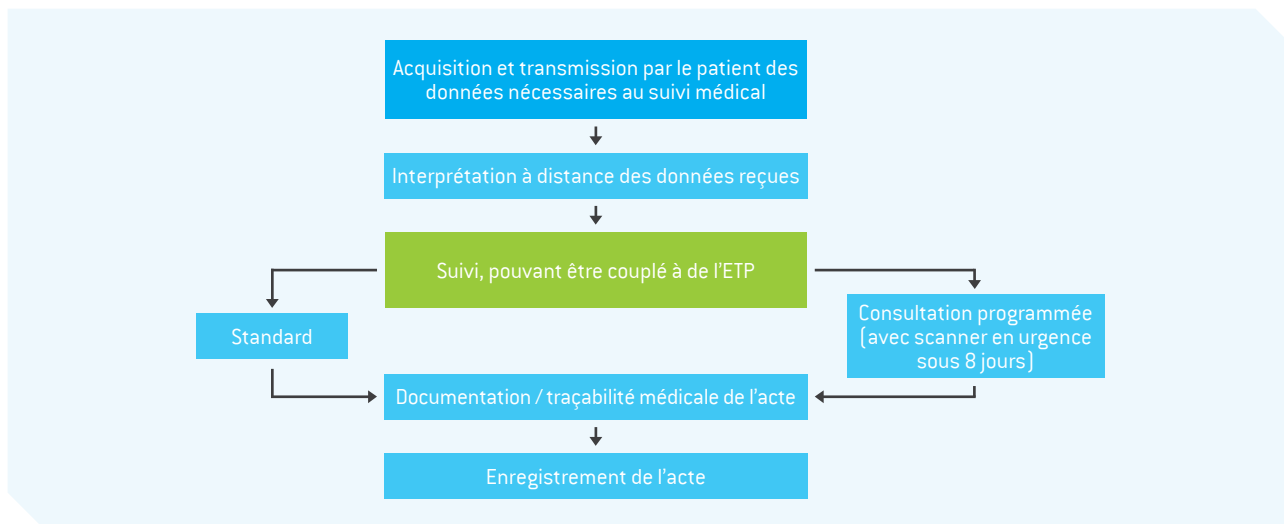 Acquisition et transmission par le patient des
données nécessaires au suivi médical
Interprétation à distance des données reçues
Suivi, pouvant être couplé à de l’ETP
Standard
Consultation programmée
(avec scanner en urgence
sous 8 jours)
Documentation / traçabilité médicale de l’acte
Enregistrement de l’acte